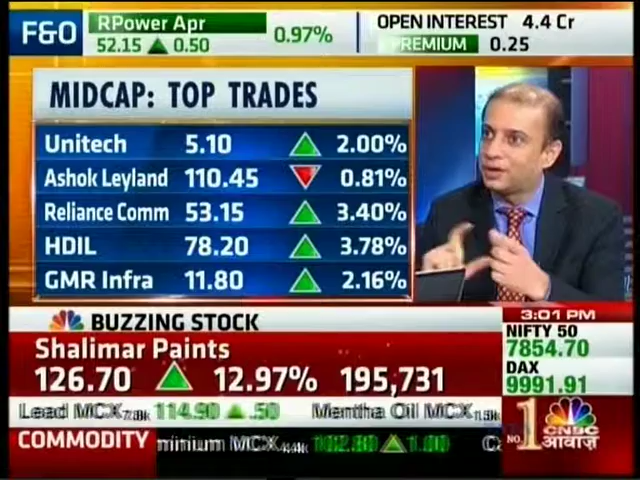 F&O
RPower Apr
52.15 ▲ 0.50
0.97%
OPEN INTEREST 4.4 Cr
PREMIUM 0.25
MIDCAP: TOP TRADES
Unitech 5.10 ▲ 2.00%
Ashok Leyland 110.45 ▼ 0.81%
Reliance Comm 53.15 ▲ 3.40%
HDIL 78.20 ▲ 3.78%
GMR Infra 11.80 ▲ 2.16%
BUZZING STOCK
Shalimar Paints
126.70 ▲ 12.97% 195,731
3:01 PM
NIFTY 50
7854.70
DAX
9991.91
Lead MCX 114.90 ▲ .50 Mentha Oil MCX
COMMODITY
minium MCX ▲ 1.00
NO. 1 CNBC
आवाज़